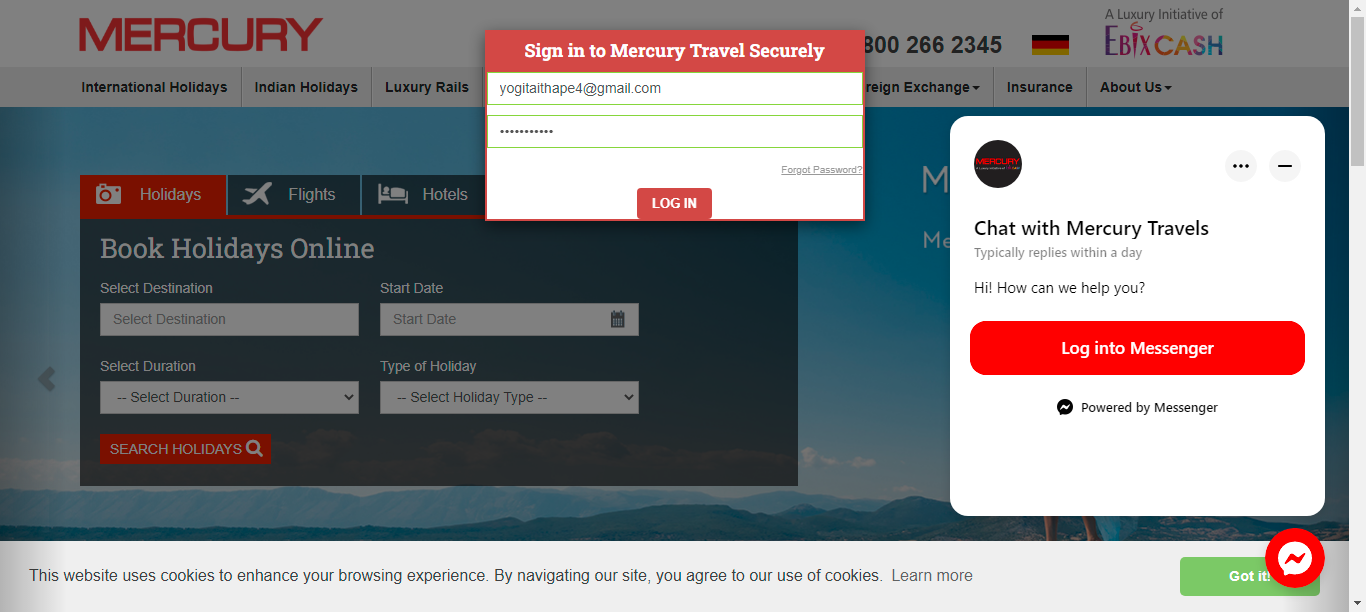 MERCURY
800 266 2345
A Luxury Initiative of
EBIXCASH
International Holidays
Indian Holidays
Luxury Rails
Exchange
Insurance
About Us
Sign in to Mercury Travel Securely
yogitaithape4@gmail.com
•••••••••••
Forgot Password?
LOG IN
Holidays
Flights
Hotels
Book Holidays Online
Select Destination
Start Date
Select Destination
Start Date
Select Duration
Type of Holiday
-- Select Duration --
-- Select Holiday Type --
SEARCH HOLIDAYS
MERCURY
Chat with Mercury Travels
Typically replies within a day
Hi! How can we help you?
Log into Messenger
Powered by Messenger
This website uses cookies to enhance your browsing experience. By navigating our site, you agree to our use of cookies. Learn more
Got it!